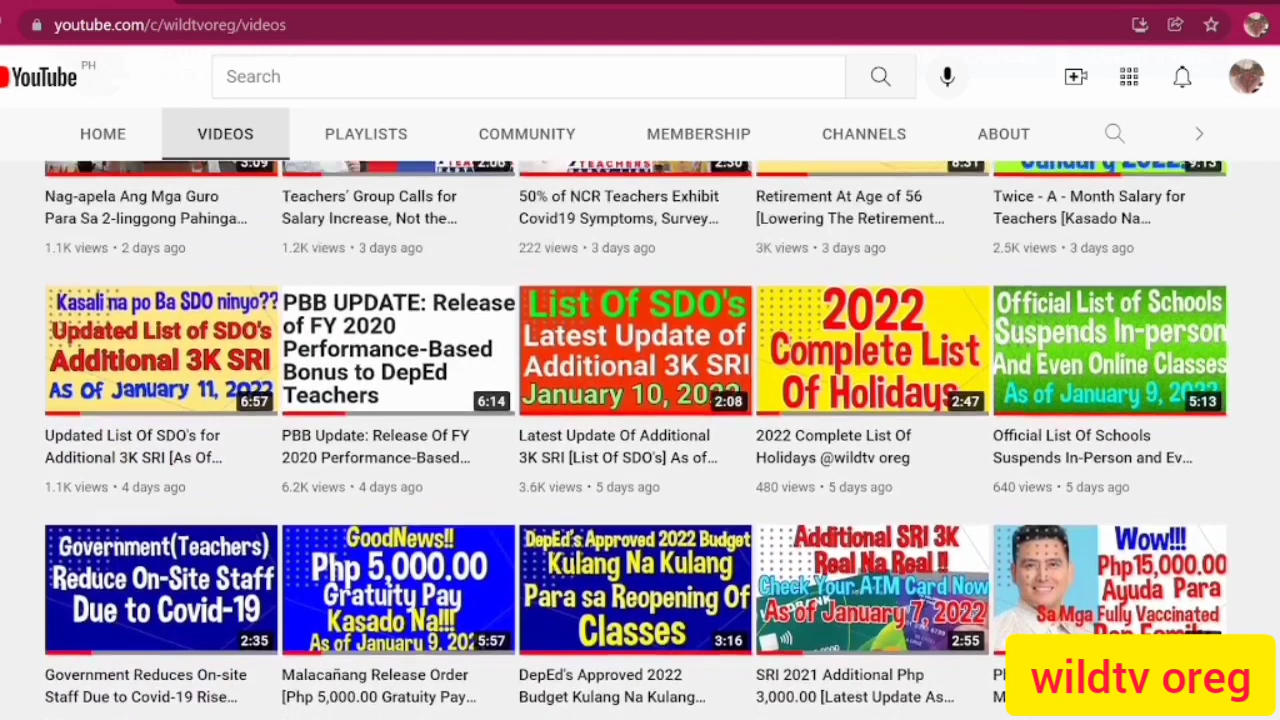 youtube.com/c/wildtvoreg/videos
YouTube PH
Search
HOME
VIDEOS
PLAYLISTS
COMMUNITY
MEMBERSHIP
CHANNELS
ABOUT
3:09
TEACHERS
2:30
8:31
January 2022
9:13
Nag-apela Ang Mga Guro
Para Sa 2-linggong Pahinga...
1.1K views • 2 days ago
Teachers' Group Calls for
Salary Increase, Not the...
1.2K views • 3 days ago
50% of NCR Teachers Exhibit
Covid19 Symptoms, Survey...
222 views • 3 days ago
Retirement At Age of 56
[Lowering The Retirement...
3K views • 3 days ago
Twice - A - Month Salary for
Teachers [Kasado Na...
2.5K views • 3 days ago
Kasali na po Ba SDO ninyo??
Updated List of SDO's
Additional 3K SRI
As Of January 11, 2022
6:57
PBB UPDATE: Release
of FY 2020
Performance-Based
Bonus to DepEd
Teachers
6:14
List Of SDO's
Latest Update of
Additional 3K SRI
January 10, 2022
2:08
2022
Complete List
Of Holidays
2:47
Official List of Schools
Suspends In-person
And Even Online Classes
As of January 9, 2022
5:13
Updated List Of SDO's for
Additional 3K SRI [As Of...
1.1K views • 4 days ago
PBB Update: Release Of FY
2020 Performance-Based...
6.2K views • 4 days ago
Latest Update Of Additional
3K SRI [List Of SDO's] As of...
3.6K views • 5 days ago
2022 Complete List Of
Holidays @wildtv oreg
480 views • 5 days ago
Official List Of Schools
Suspends In-Person and Ev...
640 views • 5 days ago
Government(Teachers)
Reduce On-Site Staff
Due to Covid-19
2:35
GoodNews!!
Php 5,000.00
Gratuity Pay
Kasado Na!!!
As of January 9, 202
5:57
DepEd's Approved 2022 Budget
Kulang Na Kulang
Para sa Reopening Of
Classes
3:16
Additional SRI 3K
Real Na Real !!
Check Your ATM Card Now
As of January 7, 2022
2:55
Wow!!!
Php15,000.00
Ayuda Para
Sa Mga Fully Vaccinated
Government Reduces On-site
Staff Due to Covid-19 Rise...
Malacañang Release Order
[Php 5,000.00 Gratuity Pay...
DepEd's Approved 2022
Budget Kulang Na Kulang...
SRI 2021 Additional Php
3,000.00 [Latest Update As...
wildtv oreg